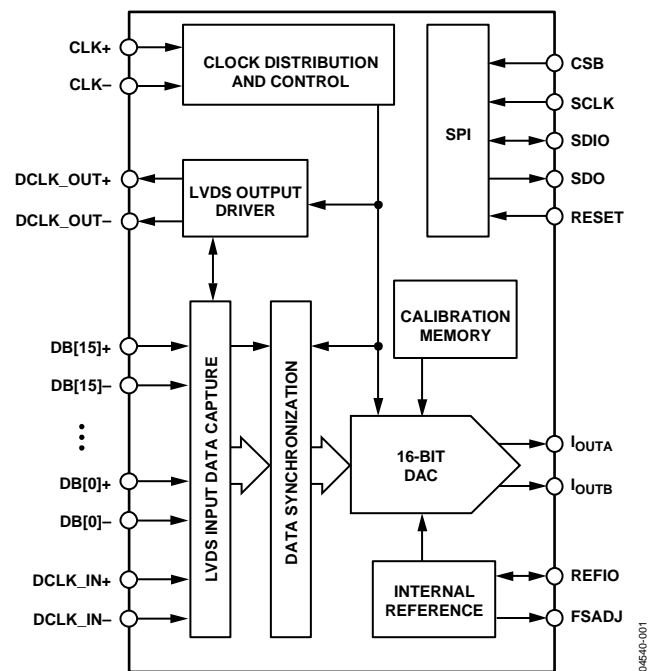 CLK+
CLK–
CLOCK DISTRIBUTION
AND CONTROL
SPI
CSB
SCLK
SDIO
SDO
RESET
DCLK_OUT+
DCLK_OUT–
LVDS OUTPUT
DRIVER
CALIBRATION
MEMORY
DB[15]+
DB[15]–
DB[0]+
DB[0]–
DCLK_IN+
DCLK_IN–
LVDS INPUT DATA CAPTURE
DATA SYNCHRONIZATION
16-BIT
DAC
IOUTA
IOUTB
INTERNAL
REFERENCE
REFIO
FSADJ
04540-001